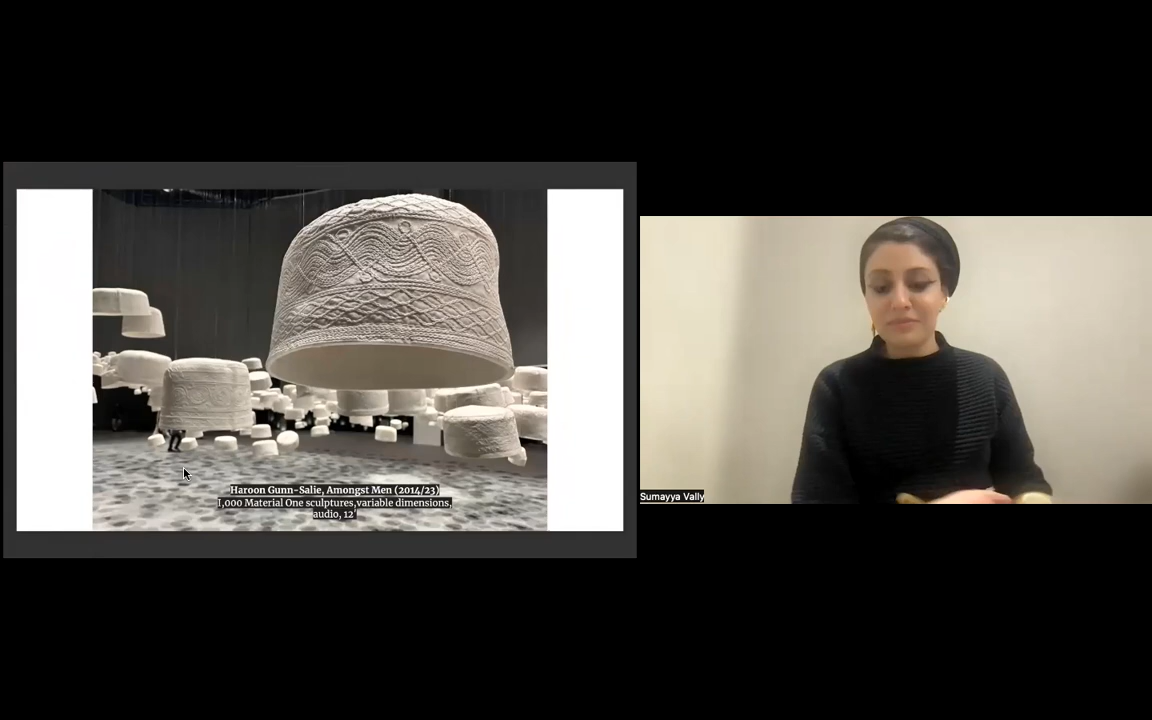 Haroon Gunn-Salie, Amongst Men (2014/23)
1,000 Material One sculptures,variable dimensions,
audio, 12'
Sumayya Vally